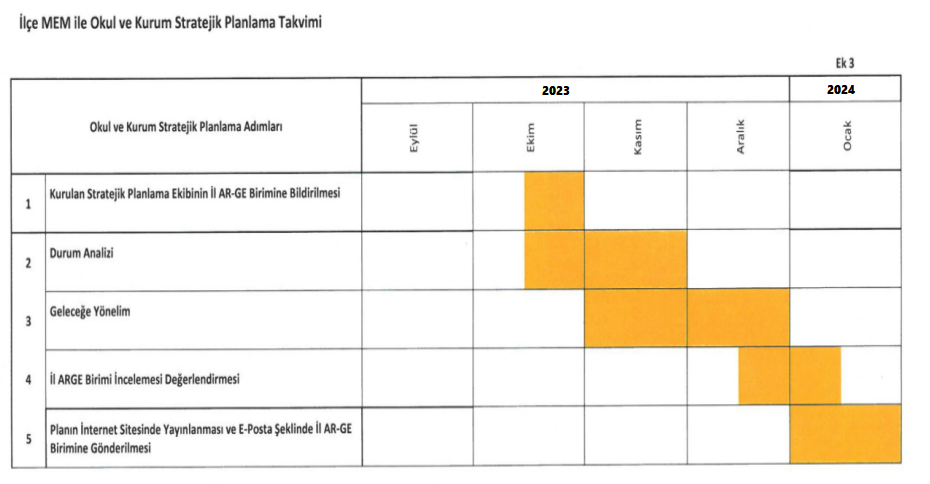 İlçe MEM ile Okul ve Kurum Stratejik Planlama Takvimi
Ek 3
Okul ve Kurum Stratejik Planlama Adımları
2023
2024
Eylül
Ekim
Kasım
Aralık
Ocak
1
Kurulan Stratejik Planlama Ekibinin İl AR-GE Birimine Bildirilmesi
2
Durum Analizi
3
Geleceğe Yönelim
4
İl ARGE Birimi İncelemesi Değerlendirmesi
5
Planın İnternet Sitesinde Yayınlanması ve E-Posta Şeklinde İl AR-GE
Birimine Gönderilmesi